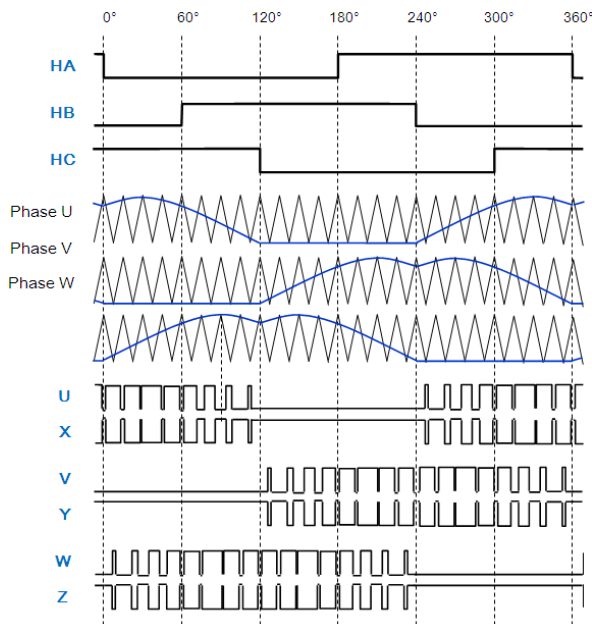 0° 60° 120° 180° 240° 300° 360°
HA
HB
HC
Phase U
Phase V
Phase W
U
X
V
Y
W
Z